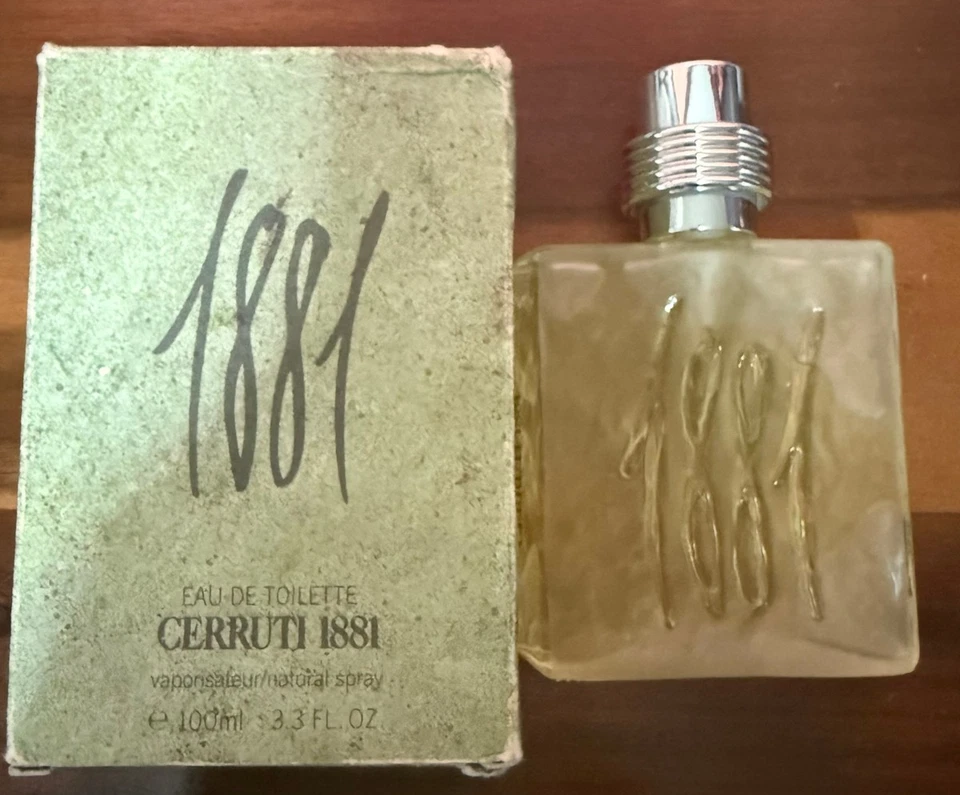 1881
EAU DE TOILETTE
CERRUTI 1881
vaporisateur/natural spray
℮ 100ml : 3.3 FL. OZ
1881